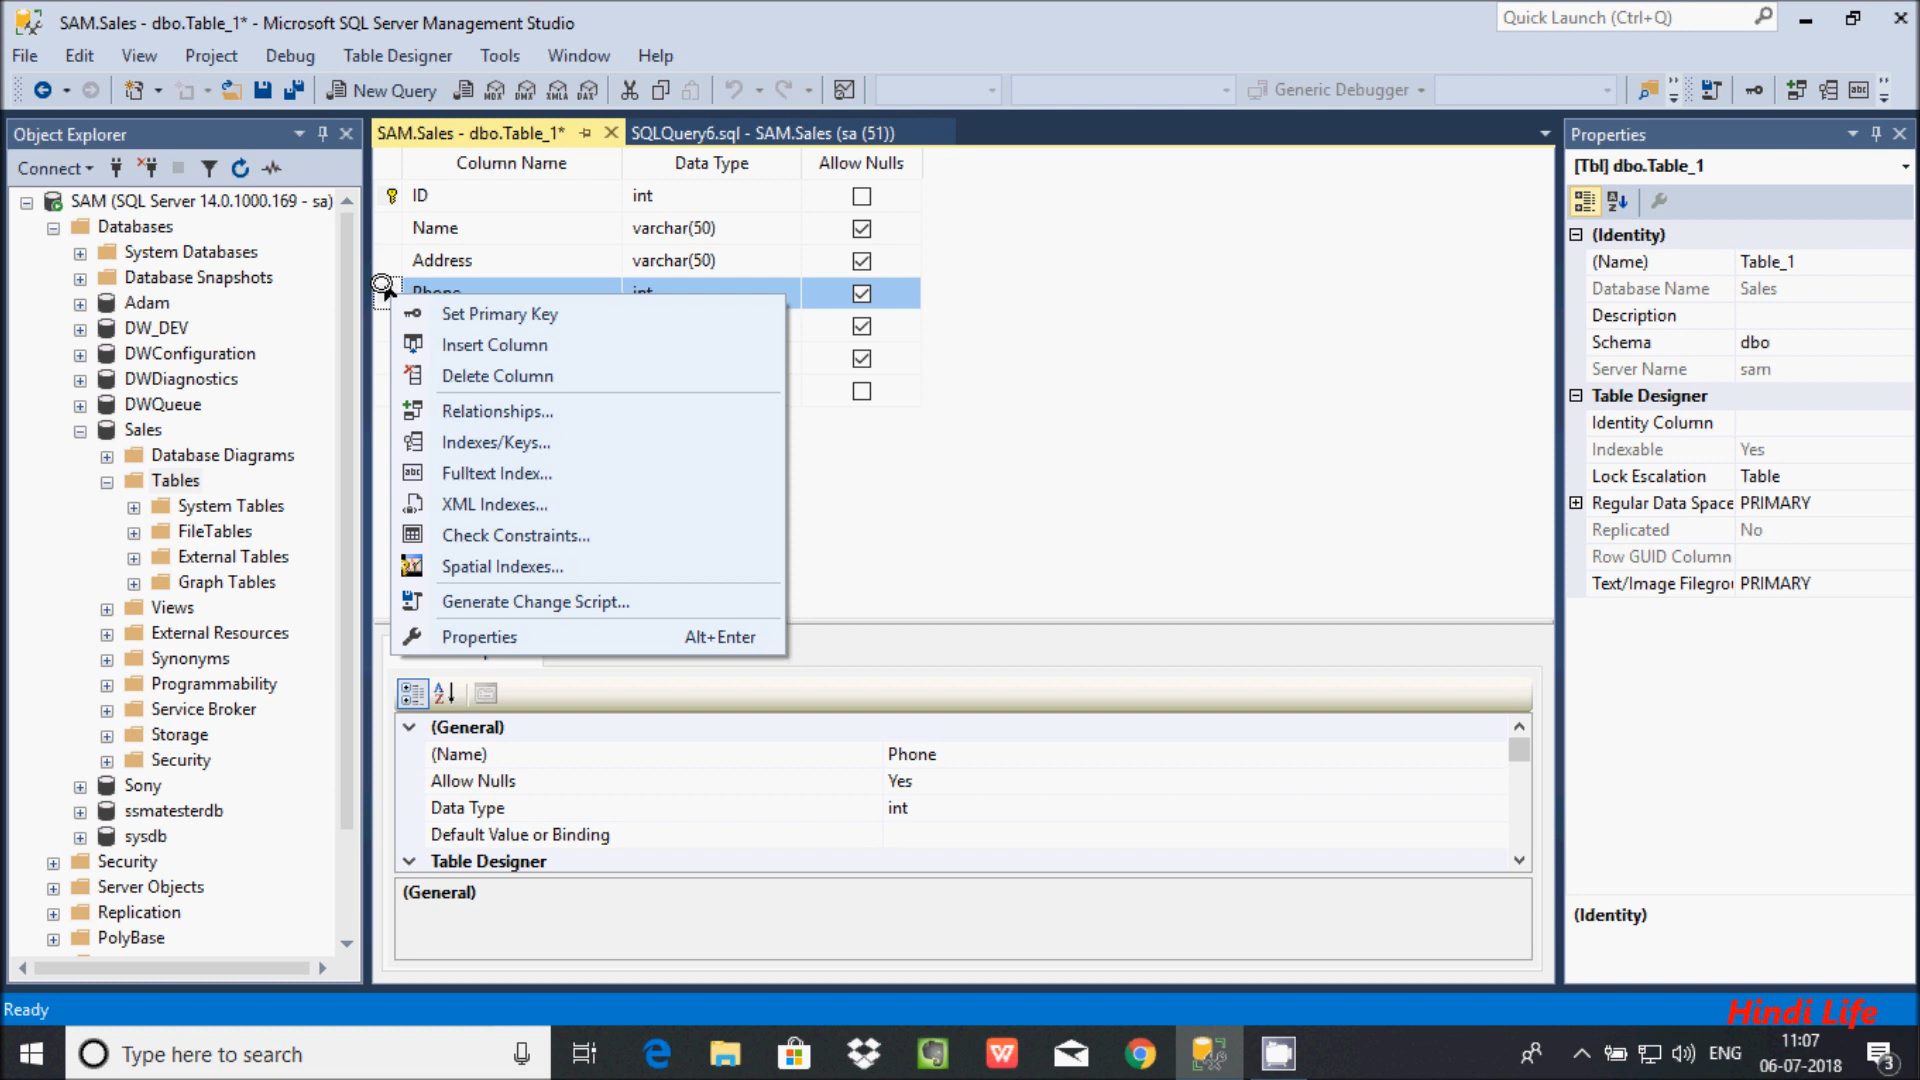 SAM.Sales - dbo.Table_1* - Microsoft SQL Server Management Studio
Quick Launch (Ctrl+Q)
File Edit View Project Debug Table Designer Tools Window Help
New Query
MDX DMX XMLA DAX
Generic Debugger
abc
Object Explorer
SAM.Sales - dbo.Table_1*
SQLQuery6.sql - SAM.Sales (sa (51))
Properties
Connect
Column Name Data Type Allow Nulls
[Tbl] dbo.Table_1
SAM (SQL Server 14.0.1000.169 - sa)
Databases
System Databases
Database Snapshots
Adam
DW_DEV
DWConfiguration
DWDiagnostics
DWQueue
Sales
Database Diagrams
Tables
System Tables
FileTables
External Tables
Graph Tables
Views
External Resources
Synonyms
Programmability
Service Broker
Storage
Security
Sony
ssmatesterdb
sysdb
Security
Server Objects
Replication
PolyBase
ID int
Name varchar(50)
Address varchar(50)
Phone int
Set Primary Key
Insert Column
Delete Column
Relationships...
Indexes/Keys...
abc Fulltext Index...
XML Indexes...
Check Constraints...
Spatial Indexes...
Generate Change Script...
Properties Alt+Enter
(General)
(Name) Phone
Allow Nulls Yes
Data Type int
Default Value or Binding
Table Designer
(General)
(Identity)
(Name) Table_1
Database Name Sales
Description
Schema dbo
Server Name sam
Table Designer
Identity Column
Indexable Yes
Lock Escalation Table
Regular Data Space PRIMARY
Replicated No
Row GUID Column
Text/Image Filegrou PRIMARY
(Identity)
Ready
Hindi Life
Type here to search
ENG
11:07
06-07-2018
3